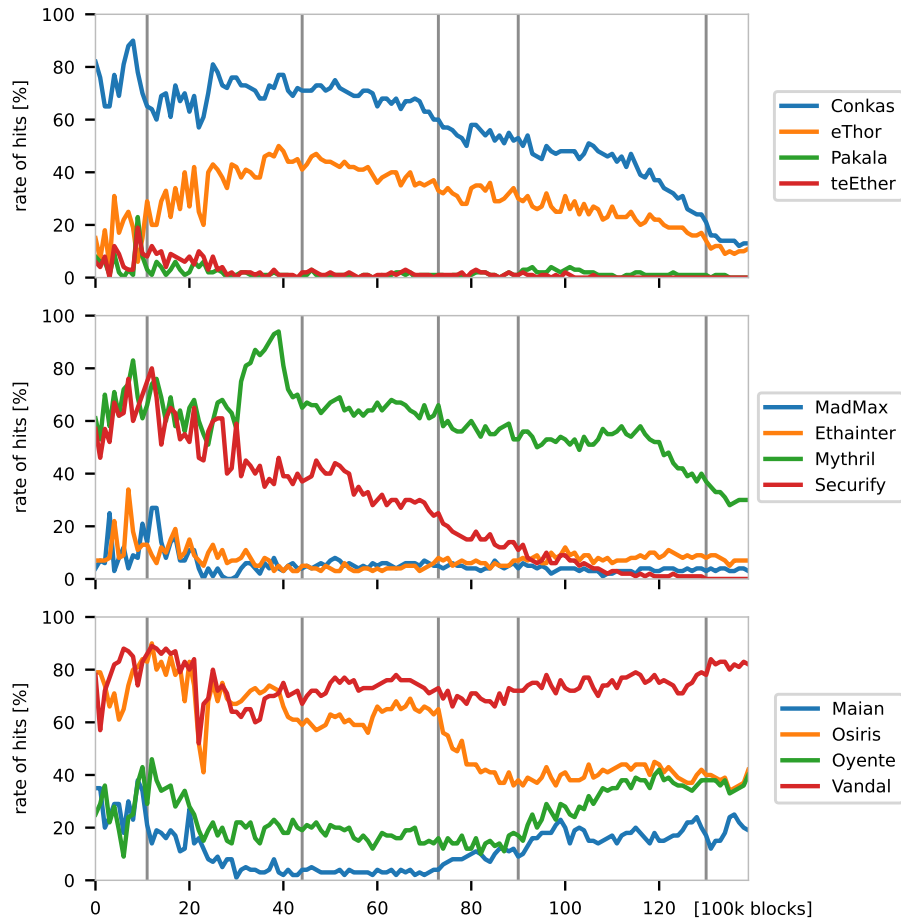 100
80
60
40
20
0
rate of hits [%]
Conkas
eThor
Pakala
teEther
100
80
60
40
20
0
rate of hits [%]
MadMax
Ethainter
Mythril
Securify
100
80
60
40
20
0
rate of hits [%]
Maian
Osiris
Oyente
Vandal
0 20 40 60 80 100 120 [100k blocks]